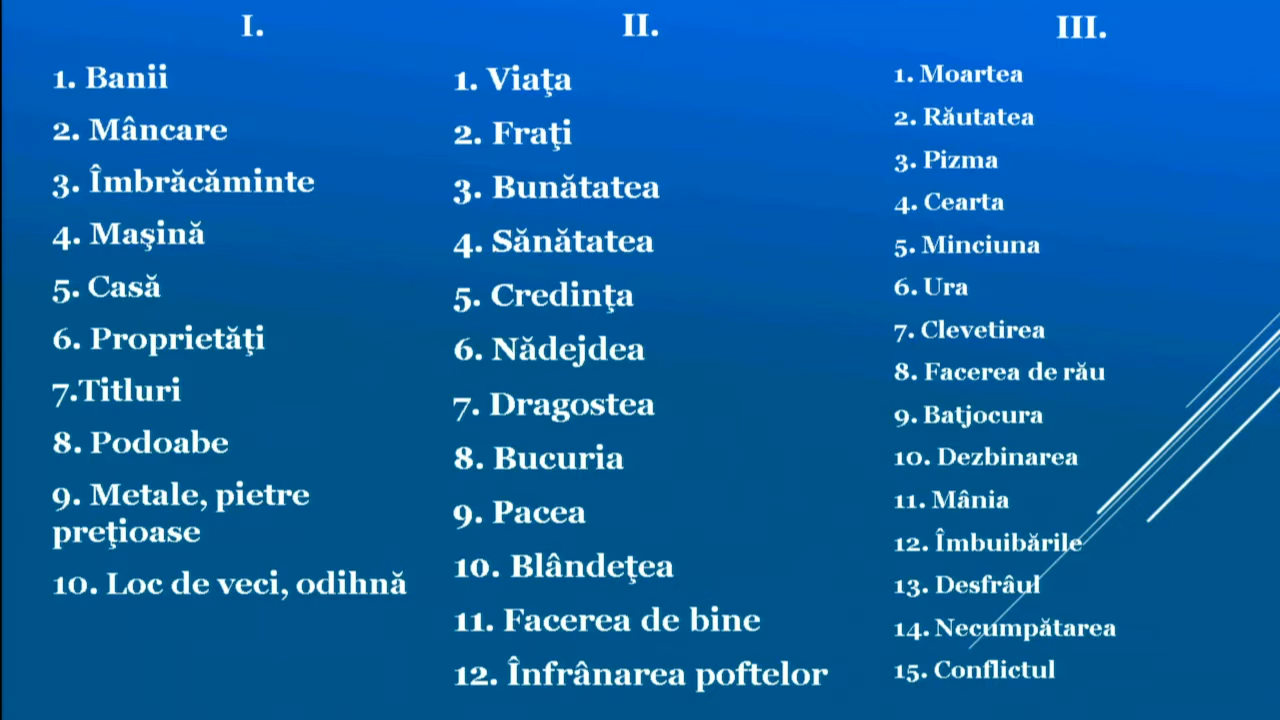 I.
1. Banii
2. Mâncare
3. Îmbrăcăminte
4. Maşină
5. Casă
6. Proprietăţi
7.Titluri
8. Podoabe
9. Metale, pietre
preţioase
10. Loc de veci, odihnă
II.
1. Viaţa
2. Fraţi
3. Bunătatea
4. Sănătatea
5. Credinţa
6. Nădejdea
7. Dragostea
8. Bucuria
9. Pacea
10. Blândeţea
11. Facerea de bine
12. Înfrânarea poftelor
III.
1. Moartea
2. Răutatea
3. Pizma
4. Cearta
5. Minciuna
6. Ura
7. Clevetirea
8. Facerea de rău
9. Batjocura
10. Dezbinarea
11. Mânia
12. Îmbuibările
13. Desfrâul
14. Necumpătarea
15. Conflictul